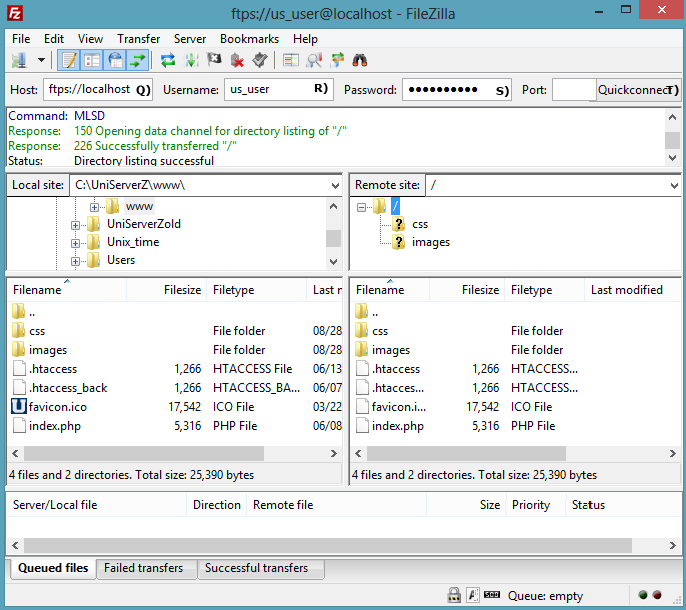 ftps://us_user@localhost - FileZilla
File Edit View Transfer Server Bookmarks Help
Host: ftps://localhost Q) Username: us_user R) Password: ●●●●●●●●●● S) Port: Quickconnect T)
Command: MLSD
Response: 150 Opening data channel for directory listing of "/"
Response: 226 Successfully transferred "/"
Status: Directory listing successful
Local site: C:\UniServerZ\www\
www
UniServerZold
Unix_time
Users
Remote site: /
/
css
images
Filename Filesize Filetype Last m
..
css File folder 08/28
images File folder 08/28
.htaccess 1,266 HTACCESS File 06/13
.htaccess_back 1,266 HTACCESS_BA... 06/07
favicon.ico 17,542 ICO File 03/22
index.php 5,316 PHP File 06/08
4 files and 2 directories. Total size: 25,390 bytes
Filename Filesize Filetype Last modified
..
css File folder
images File folder
.htaccess 1,266 HTACCESS...
.htacces... 1,266 HTACCESS...
favicon.i... 17,542 ICO File
index.php 5,316 PHP File
4 files and 2 directories. Total size: 25,390 bytes
Server/Local file Direction Remote file Size Priority Status
Queued files Failed transfers Successful transfers
Queue: empty